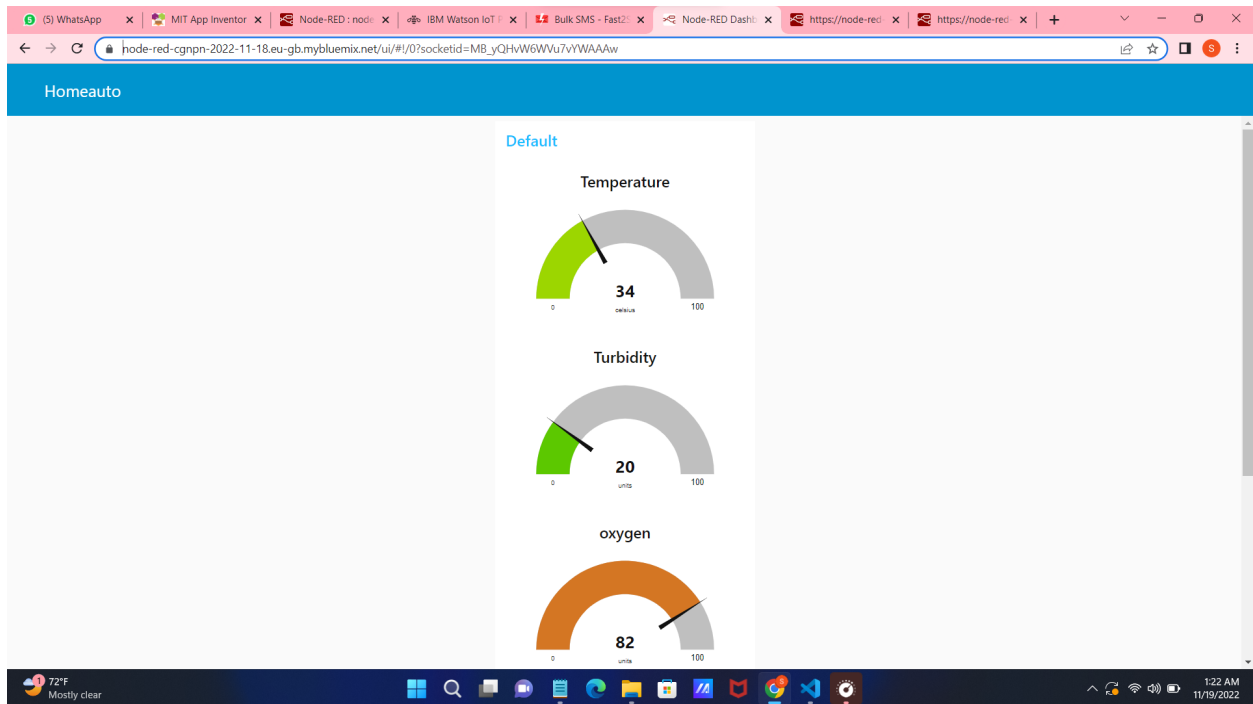 (5) WhatsApp
MIT App Inventor
Node-RED : node
IBM Watson IoT P
Bulk SMS - Fast2S
Node-RED Dashb
https://node-red
https://node-red
node-red-cgnpn-2022-11-18.eu-gb.mybluemix.net/ui/#!/0?socketid=MB_yQHvW6WVu7vYWAAAw
S
Homeauto
Default
Temperature
34
celsius
0
100
Turbidity
20
units
0
100
oxygen
82
units
0
100
1
72°F
Mostly clear
1:22 AM
11/19/2022